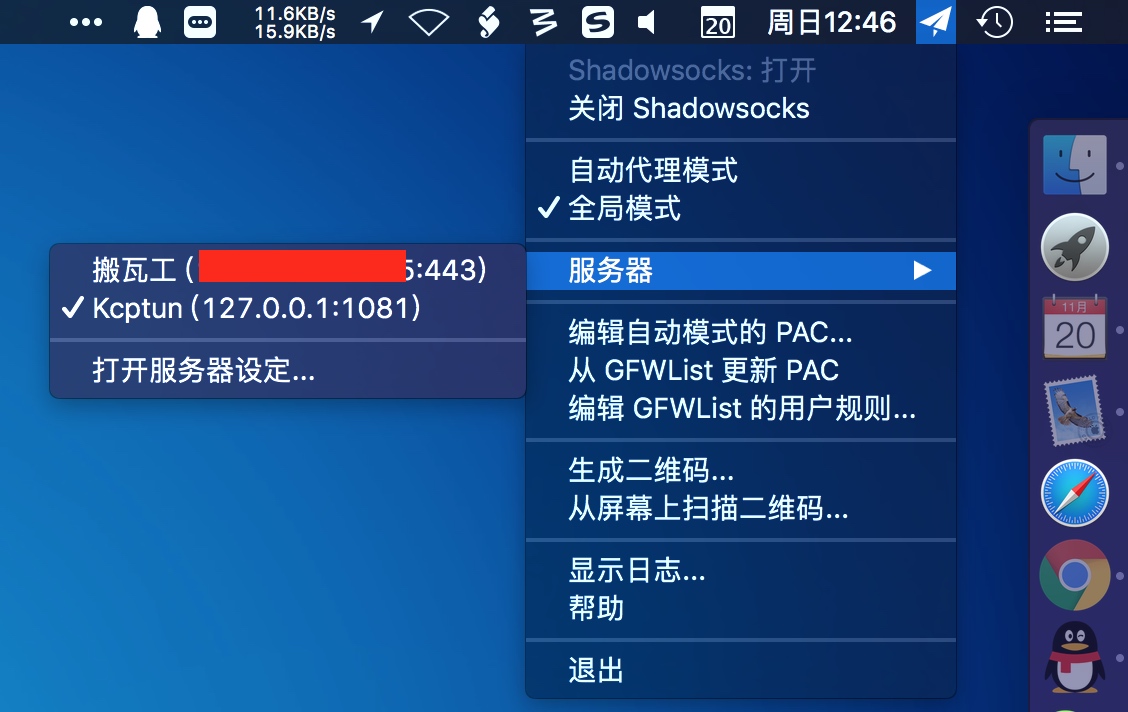 11.6KB/s
15.9KB/s
20
周日12:46
Shadowsocks: 打开
关闭 Shadowsocks
自动代理模式
全局模式
服务器
搬瓦工 ( 5:443)
Kcptun (127.0.0.1:1081)
打开服务器设定...
编辑自动模式的 PAC...
从 GFWList 更新 PAC
编辑 GFWList 的用户规则...
生成二维码...
从屏幕上扫描二维码...
显示日志...
帮助
退出
11月
20